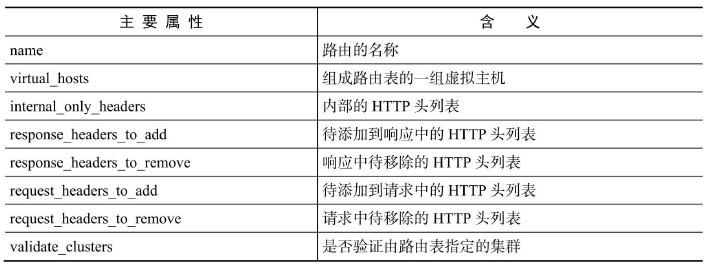 主 要 属 性 含 义
name 路由的名称
virtual_hosts 组成路由表的一组虚拟主机
internal_only_headers 内部的 HTTP 头列表
response_headers_to_add 待添加到响应中的 HTTP 头列表
response_headers_to_remove 响应中待移除的 HTTP 头列表
request_headers_to_add 待添加到请求中的 HTTP 头列表
request_headers_to_remove 请求中待移除的 HTTP 头列表
validate_clusters 是否验证由路由表指定的集群